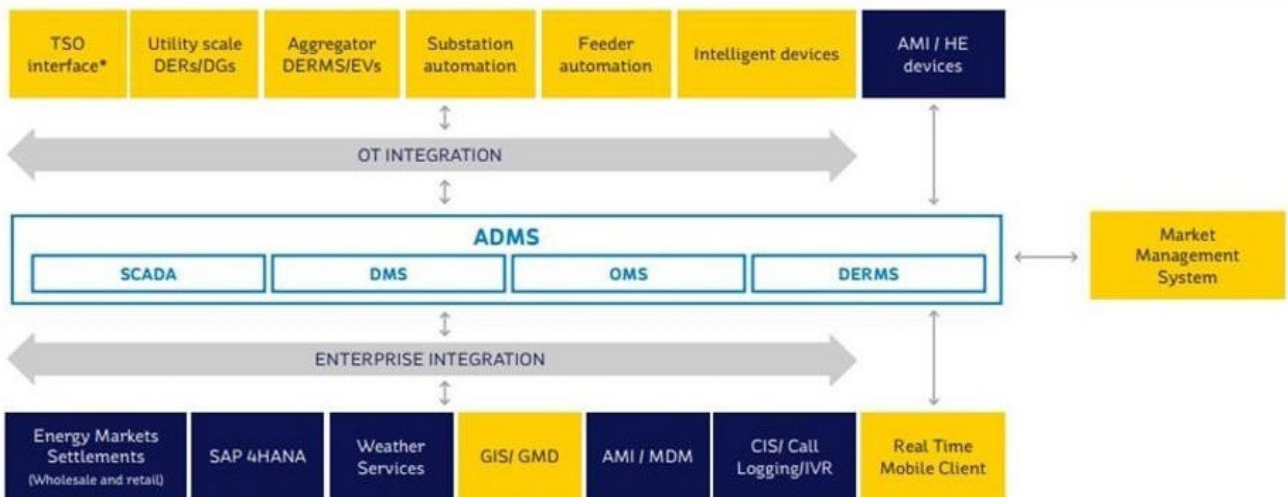 TSO
interface*
Utility scale
DERs/DGs
Aggregator
DERMS/EVs
Substation
automation
Feeder
automation
Intelligent devices
AMI / HE
devices
OT INTEGRATION
ADMS
SCADA
DMS
OMS
DERMS
Market
Management
System
ENTERPRISE INTEGRATION
Energy Markets
Settlements
(Wholesale and retail)
SAP 4HANA
Weather
Services
GIS/ GMD
AMI / MDM
CIS/ Call
Logging/IVR
Real Time
Mobile Client